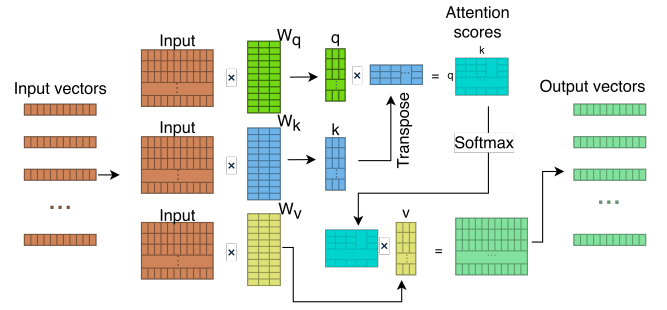 Attention
scores
Input
Wq
q
k
×
×
=
q
Input vectors
Output vectors
Input
Wk
k
×
Transpose
Softmax
...
...
Input
Wv
v
×
×
=